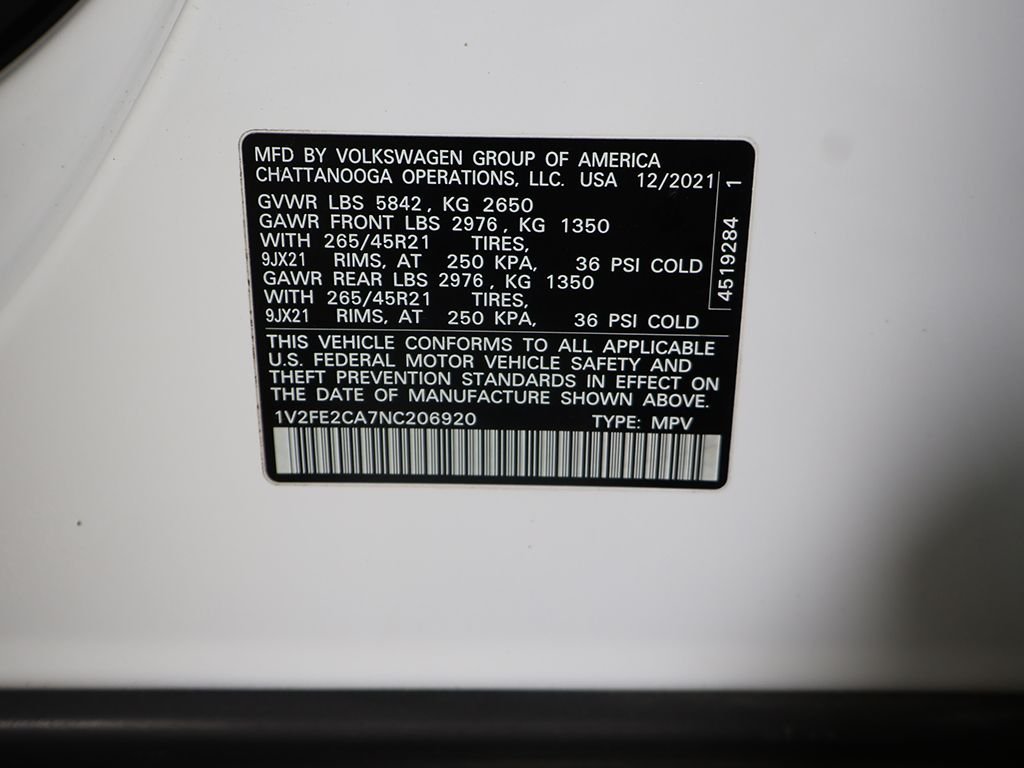 MFD BY VOLKSWAGEN GROUP OF AMERICA
CHATTANOOGA OPERATIONS, LLC. USA 12/2021
GVWR LBS 5842, KG 2650
GAWR FRONT LBS 2976, KG 1350
WITH 265/45R21 TIRES,
9JX21 RIMS, AT 250 KPA, 36 PSI COLD
GAWR REAR LBS 2976, KG 1350
WITH 265/45R21 TIRES,
9JX21 RIMS, AT 250 KPA, 36 PSI COLD
4519284 1
THIS VEHICLE CONFORMS TO ALL APPLICABLE
U.S. FEDERAL MOTOR VEHICLE SAFETY AND
THEFT PREVENTION STANDARDS IN EFFECT ON
THE DATE OF MANUFACTURE SHOWN ABOVE.
1V2FE2CA7NC206920 TYPE: MPV